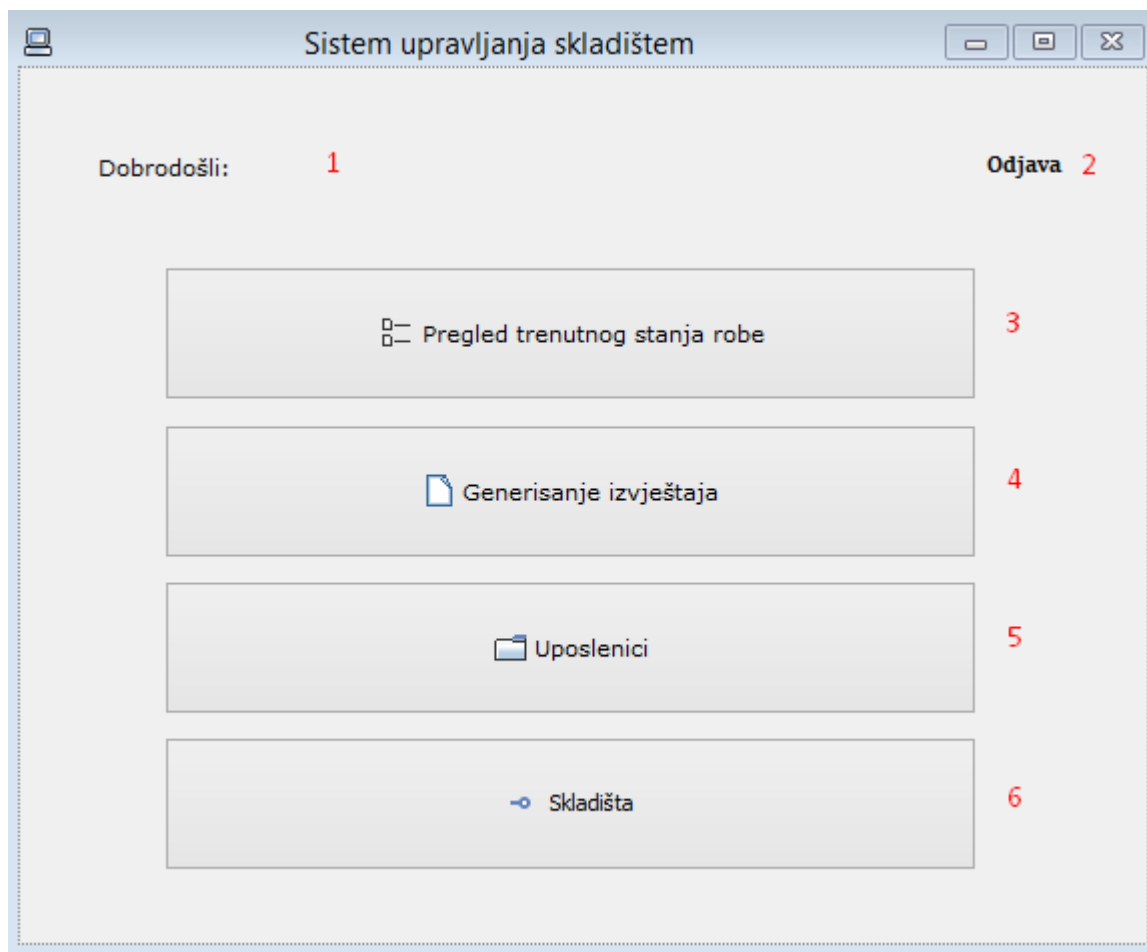 Sistem upravljanja skladištem
Dobrodošli: 1 Odjava 2
Pregled trenutnog stanja robe 3
Generisanje izvještaja 4
Uposlenici 5
Skladišta 6